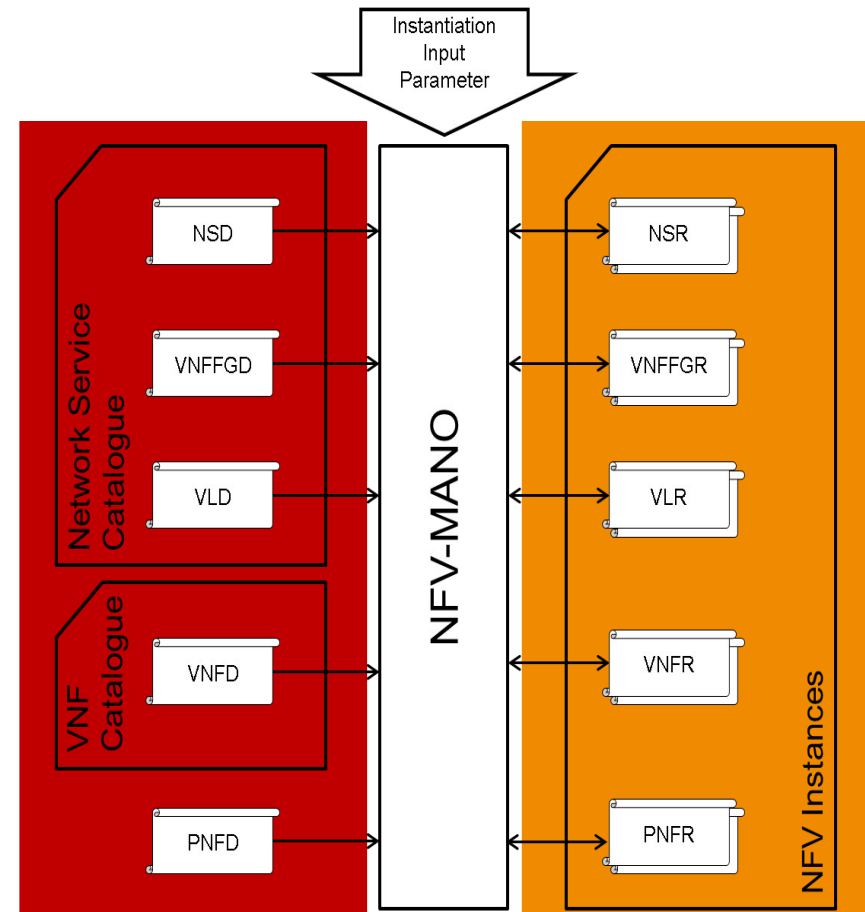 Instantiation
Input
Parameter
Network Service
Catalogue
NSD
VNFFGD
VLD
VNF
Catalogue
VNFD
PNFD
NFV-MANO
NSR
VNFFGR
VLR
VNFR
PNFR
NFV Instances